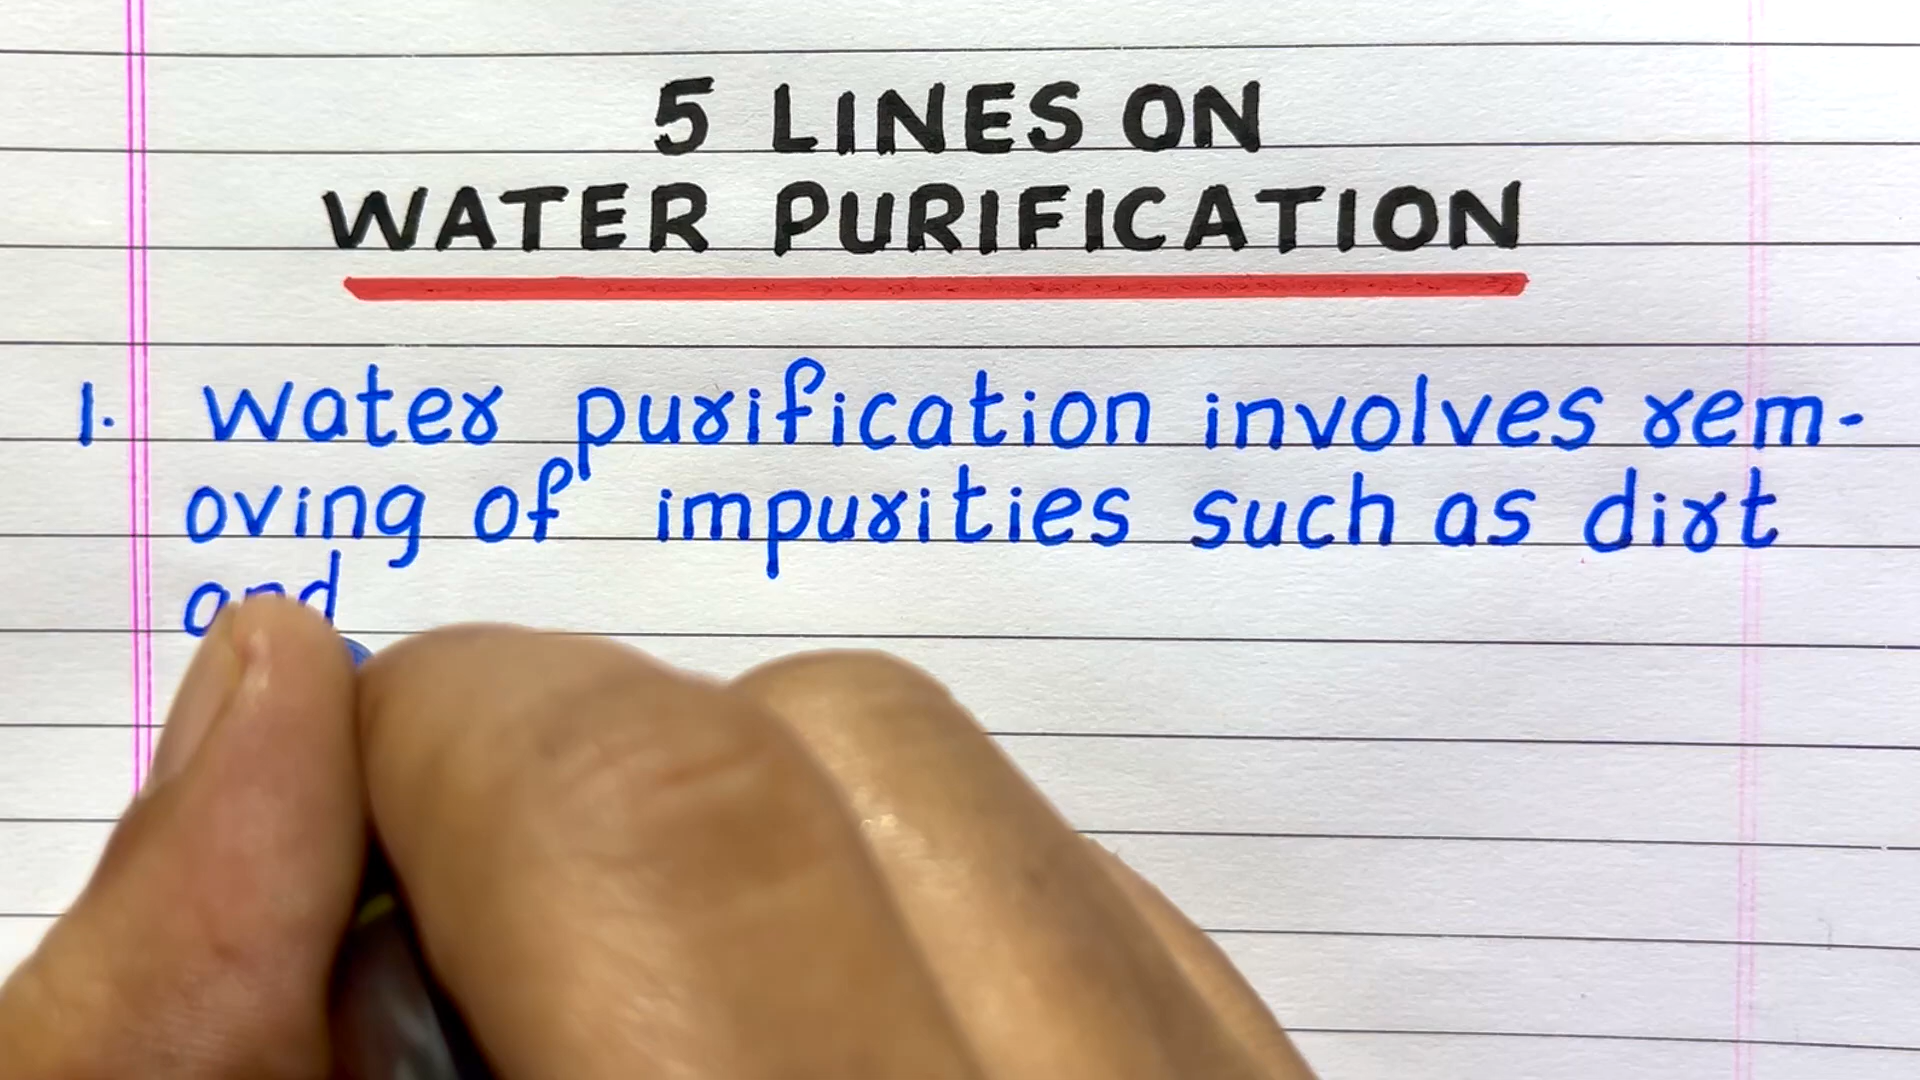 5 LINES ON
WATER PURIFICATION
1. Water purification involves rem-
oving of impurities such as dirt
and